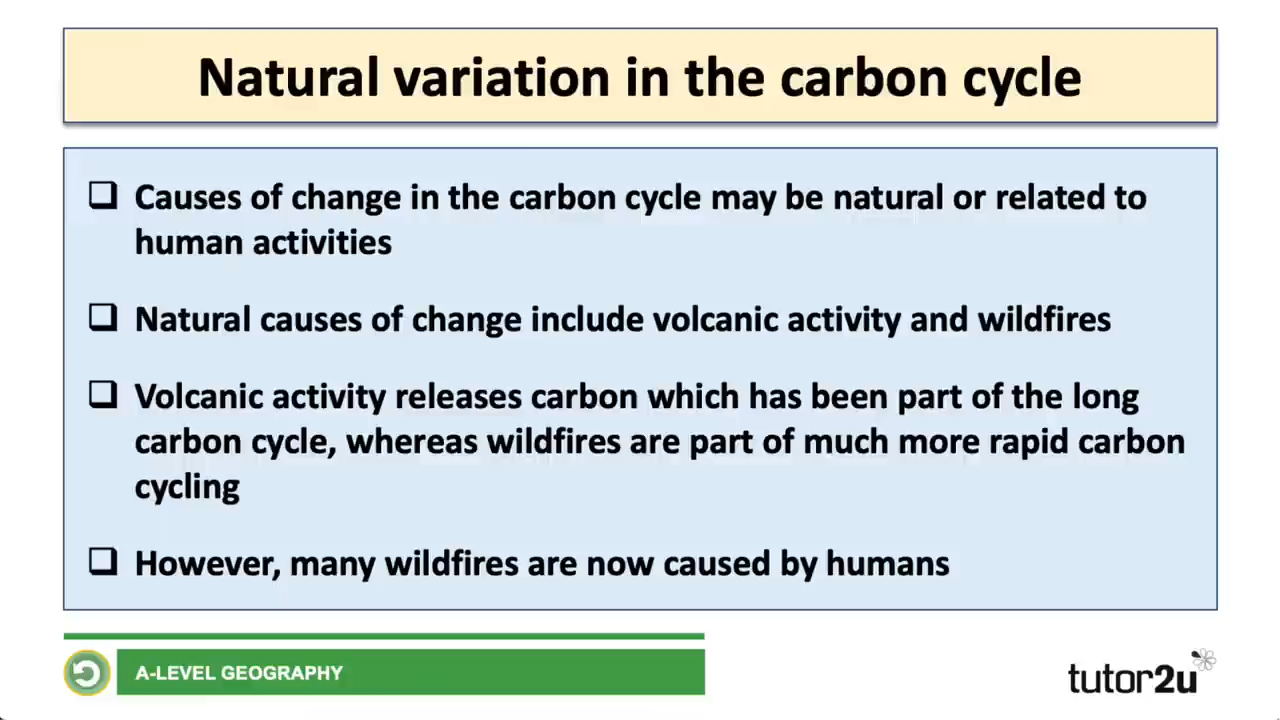 Natural variation in the carbon cycle
Causes of change in the carbon cycle may be natural or related to
human activities
Natural causes of change include volcanic activity and wildfires
Volcanic activity releases carbon which has been part of the long
carbon cycle, whereas wildfires are part of much more rapid carbon
cycling
However, many wildfires are now caused by humans
A-LEVEL GEOGRAPHY
tutor2u